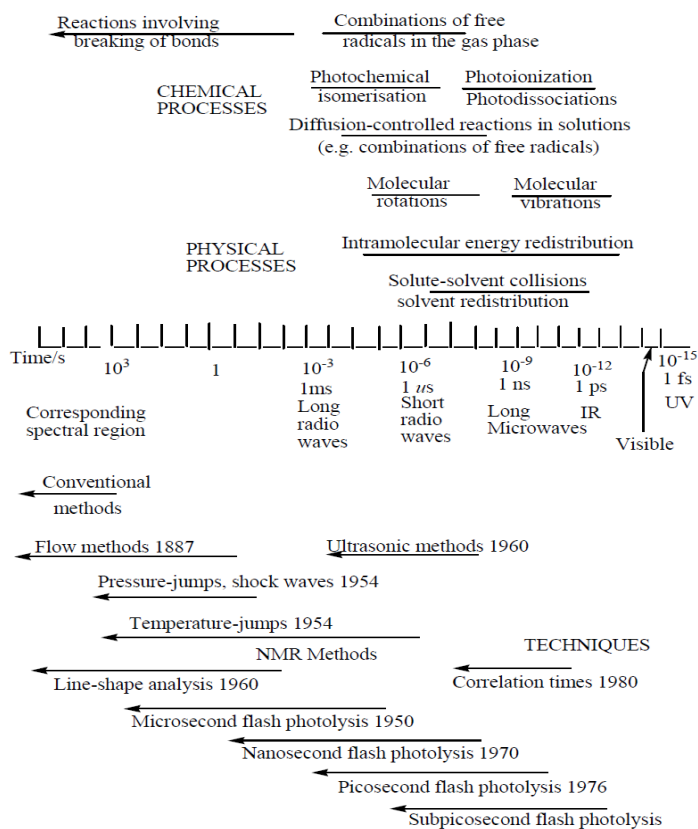 Reactions involving
breaking of bonds
Combinations of free
radicals in the gas phase
CHEMICAL
PROCESSES
Photochemical
isomerisation
Photoionization
Photodissociations
Diffusion-controlled reactions in solutions
(e.g. combinations of free radicals)
Molecular
rotations
Molecular
vibrations
PHYSICAL
PROCESSES
Intramolecular energy redistribution
Solute-solvent collisions
solvent redistribution
Time/s
10³
1
10⁻³
1ms
10⁻⁶
1 us
10⁻⁹
1 ns
10⁻¹²
1 ps
10⁻¹⁵
1 fs
Corresponding
spectral region
Long
radio
waves
Short
radio
waves
Long
Microwaves
IR
Visible
UV
Conventional
methods
Flow methods 1887
Ultrasonic methods 1960
Pressure-jumps, shock waves 1954
Temperature-jumps 1954
NMR Methods
TECHNIQUES
Line-shape analysis 1960
Correlation times 1980
Microsecond flash photolysis 1950
Nanosecond flash photolysis 1970
Picosecond flash photolysis 1976
Subpicosecond flash photolysis